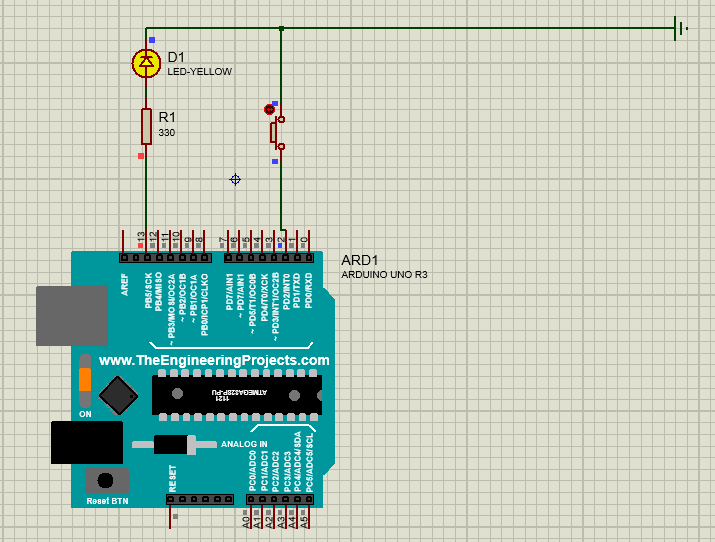 D1
LED-YELLOW
R1
330
13
12
11
10
9
8
7
6
5
4
3
2
1
0
ARD1
ARDUINO UNO R3
AREF
PB5/SCK
PB4/MISO
~ PB3/MOSI/OC2A
~ PB2/OC1B
~ PB1/OC1A
PB0/ICP1/CLKO
PD7/AIN1
~ PD7/AIN1
~ PD5/T1/OC0B
PD4/T0/XCK
~ PD3/INT1/OC2B
PD2/INT0
PD1/TXD
PD0/RXD
www.TheEngineeringProjects.com
ATMEGA328P-PU
1121
ON
ANALOG IN
RESET
Reset BTN
PC0/ADC0
PC1/ADC1
PC2/ADC2
PC3/ADC3
PC4/ADC4/SDA
PC5/ADC5/SCL
A0
A1
A2
A3
A4
A5